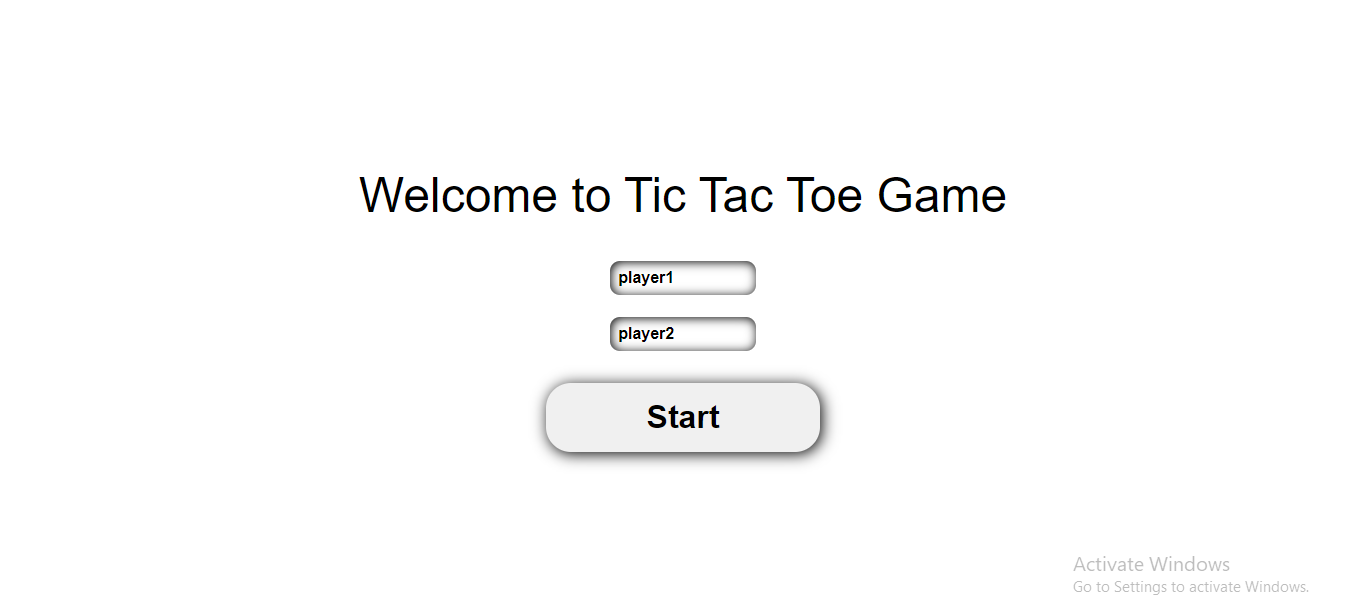 Welcome to Tic Tac Toe Game
player1
player2
Start
Activate Windows
Go to Settings to activate Windows.